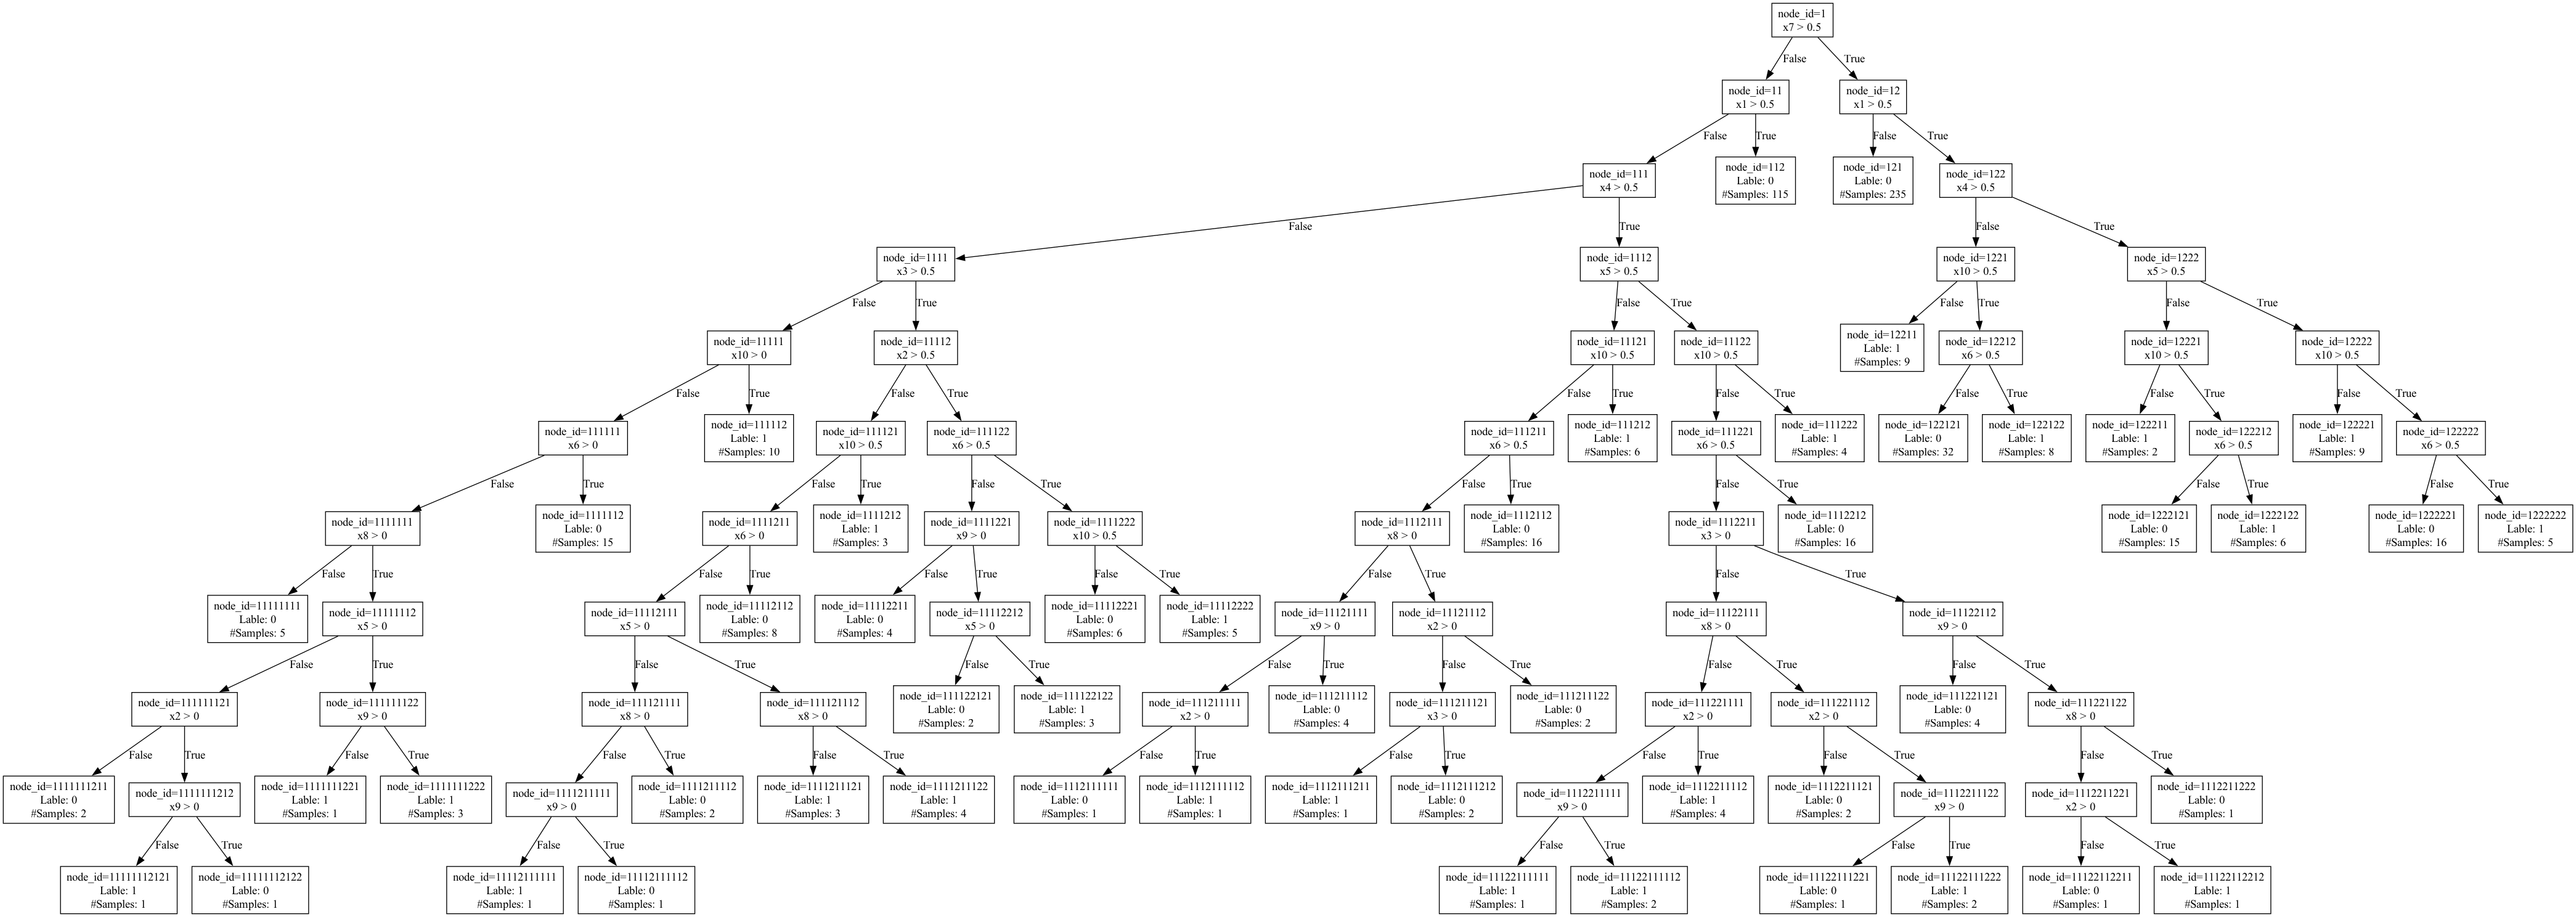 node_id=1
x7 > 0.5
False
True
node_id=11
x1 > 0.5
node_id=12
x1 > 0.5
False
True
False
True
node_id=111
x4 > 0.5
node_id=112
Lable: 0
#Samples: 115
node_id=121
Lable: 0
#Samples: 235
node_id=122
x4 > 0.5
False
True
False
True
node_id=1111
x3 > 0.5
node_id=1112
x5 > 0.5
node_id=1221
x10 > 0.5
node_id=1222
x5 > 0.5
False
True
False
True
False
True
False
True
node_id=11111
x10 > 0
node_id=11112
x2 > 0.5
node_id=11121
x10 > 0.5
node_id=11122
x10 > 0.5
node_id=12211
Lable: 1
#Samples: 9
node_id=12212
x6 > 0.5
node_id=12221
x10 > 0.5
node_id=12222
x10 > 0.5
False
True
False
True
False
True
False
True
False
True
False
True
False
True
node_id=111111
x6 > 0
node_id=111112
Lable: 1
#Samples: 10
node_id=111121
x10 > 0.5
node_id=111122
x6 > 0.5
node_id=111211
x6 > 0.5
node_id=111212
Lable: 1
#Samples: 6
node_id=111221
x6 > 0.5
node_id=111222
Lable: 1
#Samples: 4
node_id=122121
Lable: 0
#Samples: 32
node_id=122122
Lable: 1
#Samples: 8
node_id=122211
Lable: 1
#Samples: 2
node_id=122212
x6 > 0.5
node_id=122221
Lable: 1
#Samples: 9
node_id=122222
x6 > 0.5
False
True
False
True
False
True
False
True
False
True
False
True
False
True
node_id=1111111
x8 > 0
node_id=1111112
Lable: 0
#Samples: 15
node_id=1111211
x6 > 0
node_id=1111212
Lable: 1
#Samples: 3
node_id=1111221
x9 > 0
node_id=1111222
x10 > 0.5
node_id=1112111
x8 > 0
node_id=1112112
Lable: 0
#Samples: 16
node_id=1112211
x3 > 0
node_id=1112212
Lable: 0
#Samples: 16
node_id=1222121
Lable: 0
#Samples: 15
node_id=1222122
Lable: 1
#Samples: 6
node_id=1222221
Lable: 0
#Samples: 16
node_id=1222222
Lable: 1
#Samples: 5
False
True
False
True
False
True
False
True
False
True
False
True
node_id=11111111
Lable: 0
#Samples: 5
node_id=11111112
x5 > 0
node_id=11112111
x5 > 0
node_id=11112112
Lable: 0
#Samples: 8
node_id=11112211
Lable: 0
#Samples: 4
node_id=11112212
x5 > 0
node_id=11112221
Lable: 0
#Samples: 6
node_id=11112222
Lable: 1
#Samples: 5
node_id=11121111
x9 > 0
node_id=11121112
x2 > 0
node_id=11122111
x8 > 0
node_id=11122112
x9 > 0
False
True
False
True
False
True
False
True
False
True
False
True
False
True
node_id=111111121
x2 > 0
node_id=111111122
x9 > 0
node_id=111121111
x8 > 0
node_id=111121112
x8 > 0
node_id=111122121
Lable: 0
#Samples: 2
node_id=111122122
Lable: 1
#Samples: 3
node_id=111211111
x2 > 0
node_id=111211112
Lable: 0
#Samples: 4
node_id=111211121
x3 > 0
node_id=111211122
Lable: 0
#Samples: 2
node_id=111221111
x2 > 0
node_id=111221112
x2 > 0
node_id=111221121
Lable: 0
#Samples: 4
node_id=111221122
x8 > 0
False
True
False
True
False
True
False
True
False
True
False
True
False
True
False
True
False
True
node_id=1111111211
Lable: 0
#Samples: 2
node_id=1111111212
x9 > 0
node_id=1111111221
Lable: 1
#Samples: 1
node_id=1111111222
Lable: 1
#Samples: 3
node_id=1111211111
x9 > 0
node_id=1111211112
Lable: 0
#Samples: 2
node_id=1111211121
Lable: 1
#Samples: 3
node_id=1111211122
Lable: 1
#Samples: 4
node_id=1112111111
Lable: 0
#Samples: 1
node_id=1112111112
Lable: 1
#Samples: 1
node_id=1112111211
Lable: 1
#Samples: 1
node_id=1112111212
Lable: 0
#Samples: 2
node_id=1112211111
x9 > 0
node_id=1112211112
Lable: 1
#Samples: 4
node_id=1112211121
Lable: 0
#Samples: 2
node_id=1112211122
x9 > 0
node_id=1112211221
x2 > 0
node_id=1112211222
Lable: 0
#Samples: 1
False
True
False
True
False
True
False
True
False
True
node_id=11111112121
Lable: 1
#Samples: 1
node_id=11111112122
Lable: 0
#Samples: 1
node_id=11112111111
Lable: 1
#Samples: 1
node_id=11112111112
Lable: 0
#Samples: 1
node_id=11122111111
Lable: 1
#Samples: 1
node_id=11122111112
Lable: 1
#Samples: 2
node_id=11122111221
Lable: 0
#Samples: 1
node_id=11122111222
Lable: 1
#Samples: 2
node_id=11122112211
Lable: 0
#Samples: 1
node_id=11122112212
Lable: 1
#Samples: 1